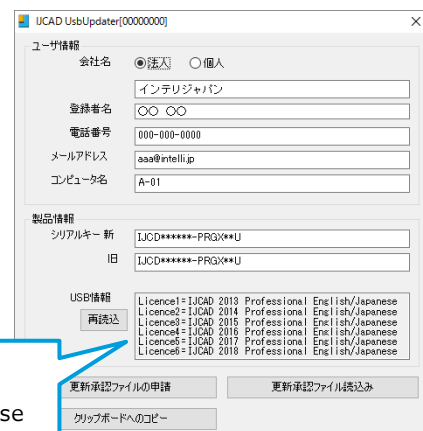 IJCAD UsbUpdater[00000000]
ユーザ情報
会社名 法人 個人
インテリジャパン
登録者名 ○○ ○○
電話番号 000-000-0000
メールアドレス aaa@intelli.jp
コンピュータ名 A-01
製品情報
シリアルキー 新 IJCD******-PRGX**U
旧 IJCD******-PRGX**U
USB情報
再読込
Licence1=IJCAD 2013 Professional English/Japanese
Licence2=IJCAD 2014 Professional English/Japanese
Licence3=IJCAD 2015 Professional English/Japanese
Licence4=IJCAD 2016 Professional English/Japanese
Licence5=IJCAD 2017 Professional English/Japanese
Licence6=IJCAD 2018 Professional English/Japanese
更新承認ファイルの申請 更新承認ファイル読込み
se
クリップボードへのコピー